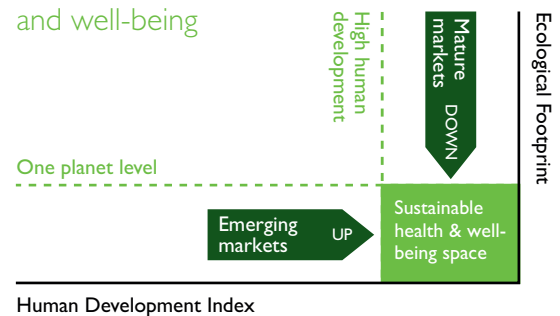 and well-being
High human
development
Mature
markets
DOWN
Ecological Footprint
One planet level
Emerging
markets
UP
Sustainable
health & well-
being space
Human Development Index